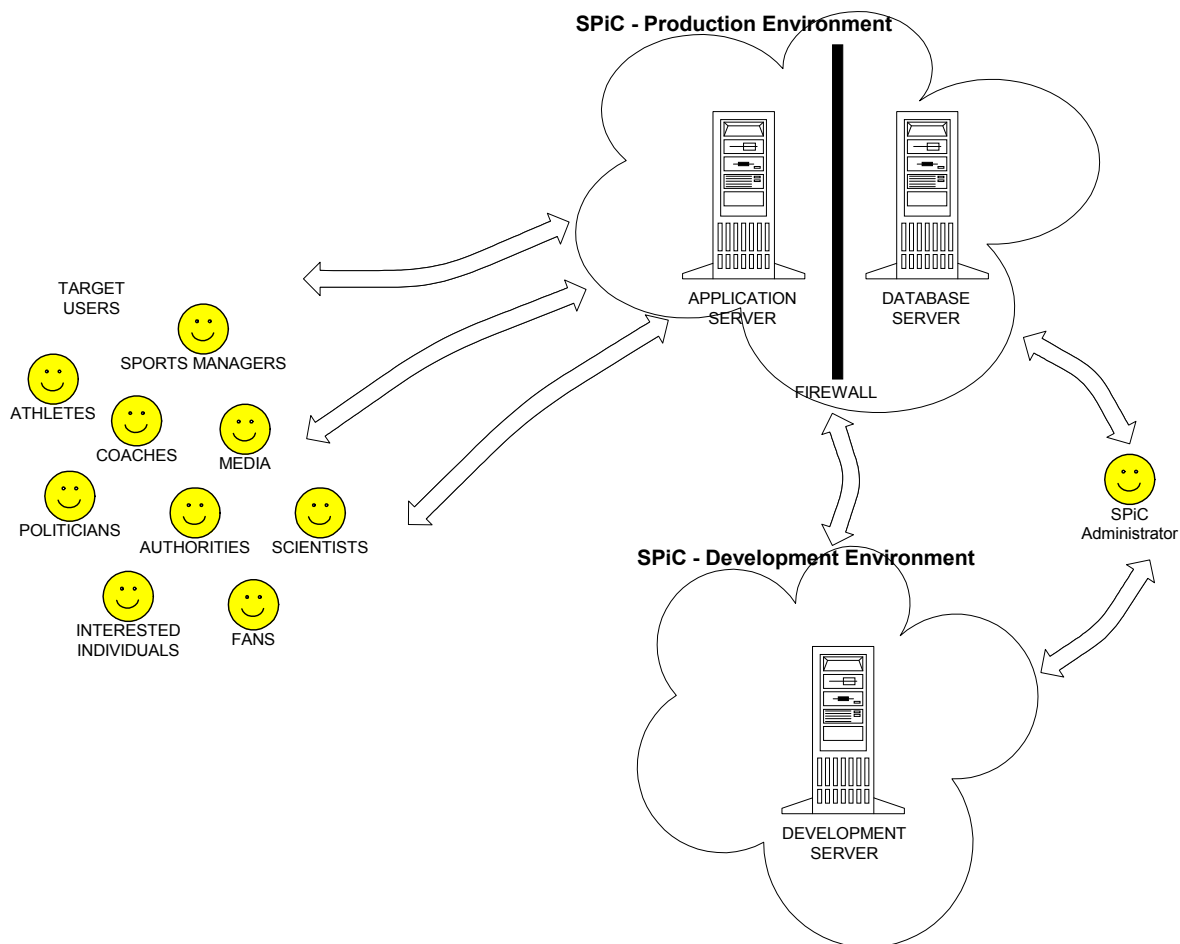 SPiC - Production Environment
APPLICATION
SERVER
DATABASE
SERVER
FIREWALL
TARGET
USERS
SPORTS MANAGERS
ATHLETES
COACHES
MEDIA
POLITICIANS
AUTHORITIES
SCIENTISTS
INTERESTED
INDIVIDUALS
FANS
SPiC
Administrator
SPiC - Development Environment
DEVELOPMENT
SERVER